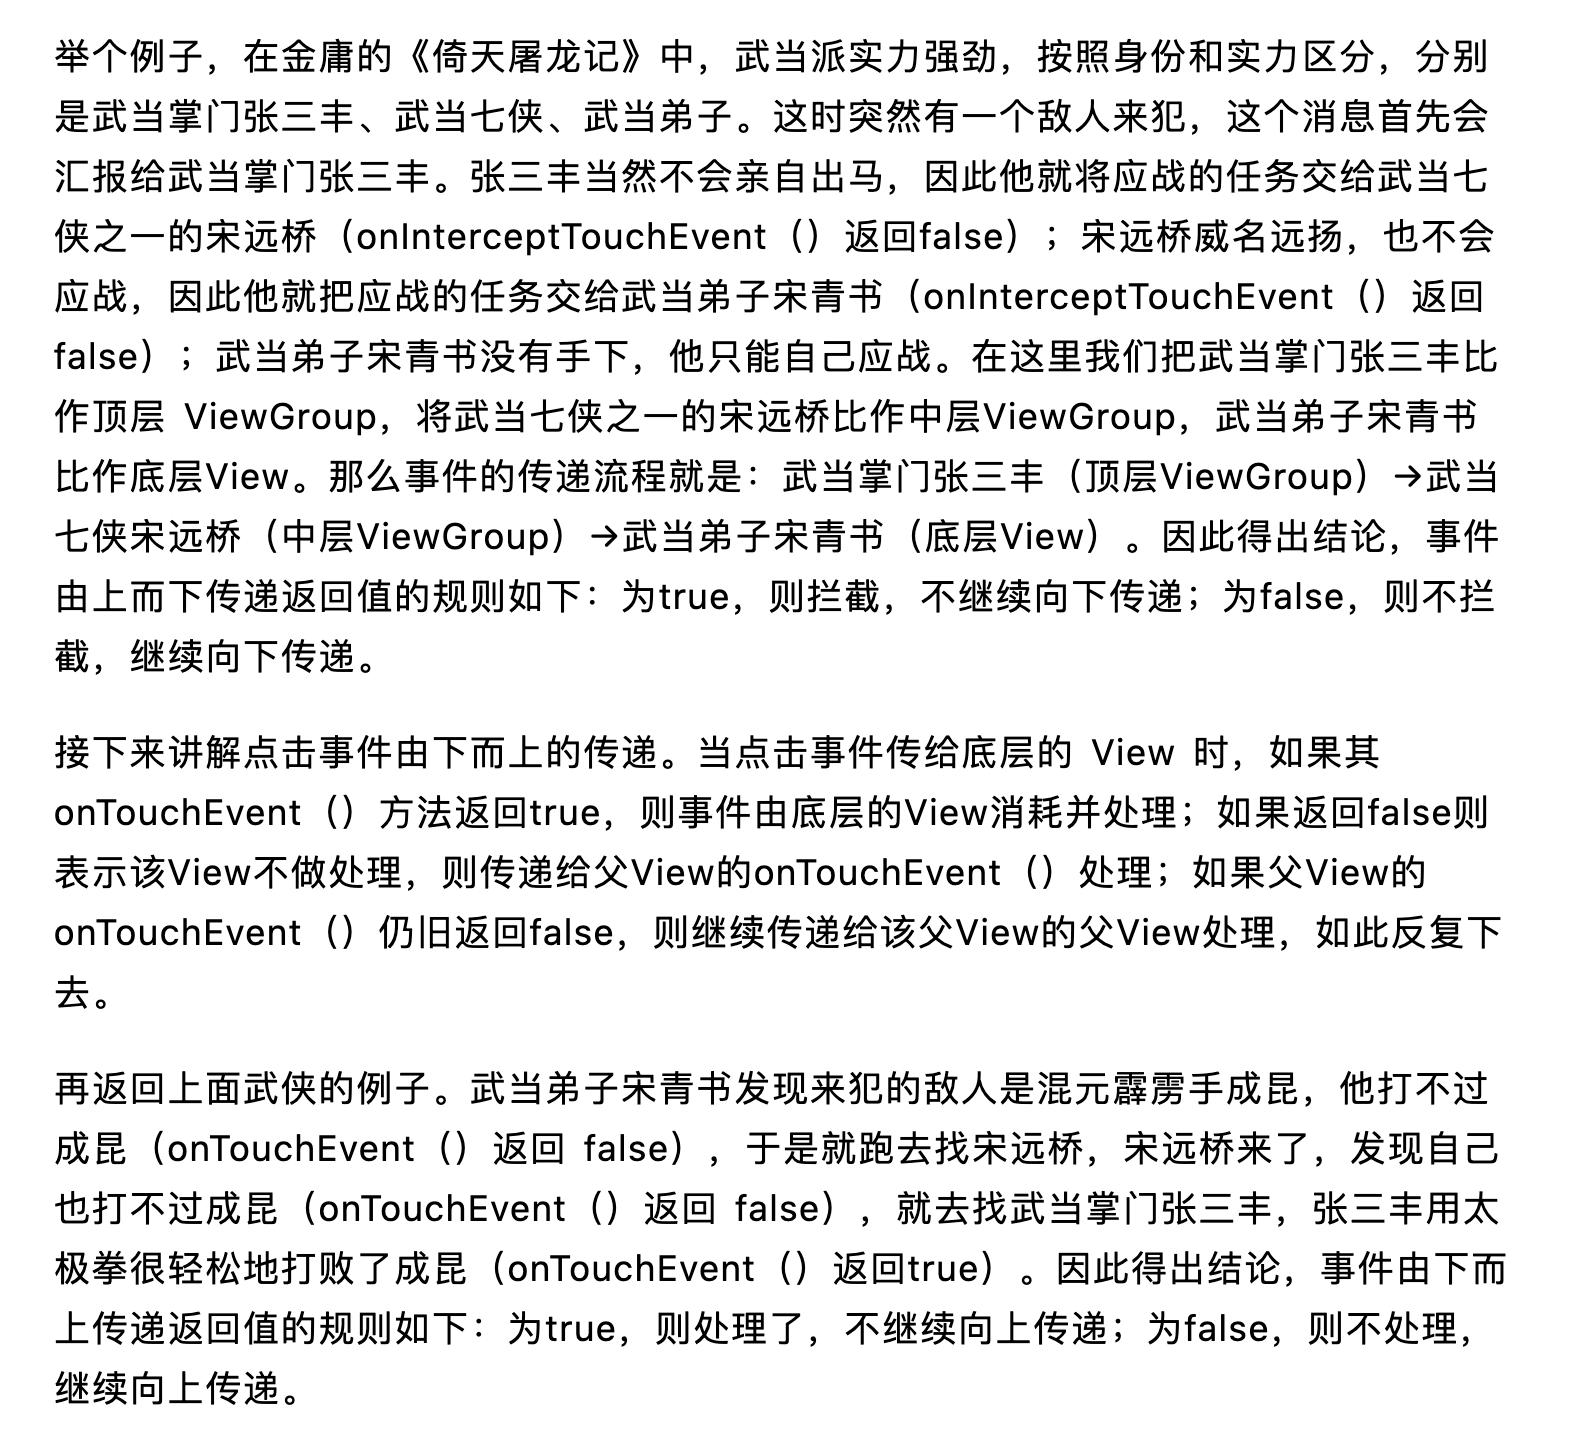 举个例子，在金庸的《倚天屠龙记》中，武当派实力强劲，按照身份和实力区分，分别
是武当掌门张三丰、武当七侠、武当弟子。这时突然有一个敌人来犯，这个消息首先会
汇报给武当掌门张三丰。张三丰当然不会亲自出马，因此他就将应战的任务交给武当七
侠之一的宋远桥（onInterceptTouchEvent（）返回false）；宋远桥威名远扬，也不会
应战，因此他就把应战的任务交给武当弟子宋青书（onInterceptTouchEvent（）返回
false）；武当弟子宋青书没有手下，他只能自己应战。在这里我们把武当掌门张三丰比
作顶层 ViewGroup，将武当七侠之一的宋远桥比作中层ViewGroup，武当弟子宋青书
比作底层View。那么事件的传递流程就是：武当掌门张三丰（顶层ViewGroup）→武当
七侠宋远桥（中层ViewGroup）→武当弟子宋青书（底层View）。因此得出结论，事件
由上而下传递返回值的规则如下：为true，则拦截，不继续向下传递；为false，则不拦
截，继续向下传递。
接下来讲解点击事件由下而上的传递。当点击事件传给底层的 View 时，如果其
onTouchEvent（）方法返回true，则事件由底层的View消耗并处理；如果返回false则
表示该View不做处理，则传递给父View的onTouchEvent（）处理；如果父View的
onTouchEvent（）仍旧返回false，则继续传递给该父View的父View处理，如此反复下
去。
再返回上面武侠的例子。武当弟子宋青书发现来犯的敌人是混元霹雳手成昆，他打不过
成昆（onTouchEvent（）返回 false），于是就跑去找宋远桥，宋远桥来了，发现自己
也打不过成昆（onTouchEvent（）返回 false），就去找武当掌门张三丰，张三丰用太
极拳很轻松地打败了成昆（onTouchEvent（）返回true）。因此得出结论，事件由下而
上传递返回值的规则如下：为true，则处理了，不继续向上传递；为false，则不处理，
继续向上传递。